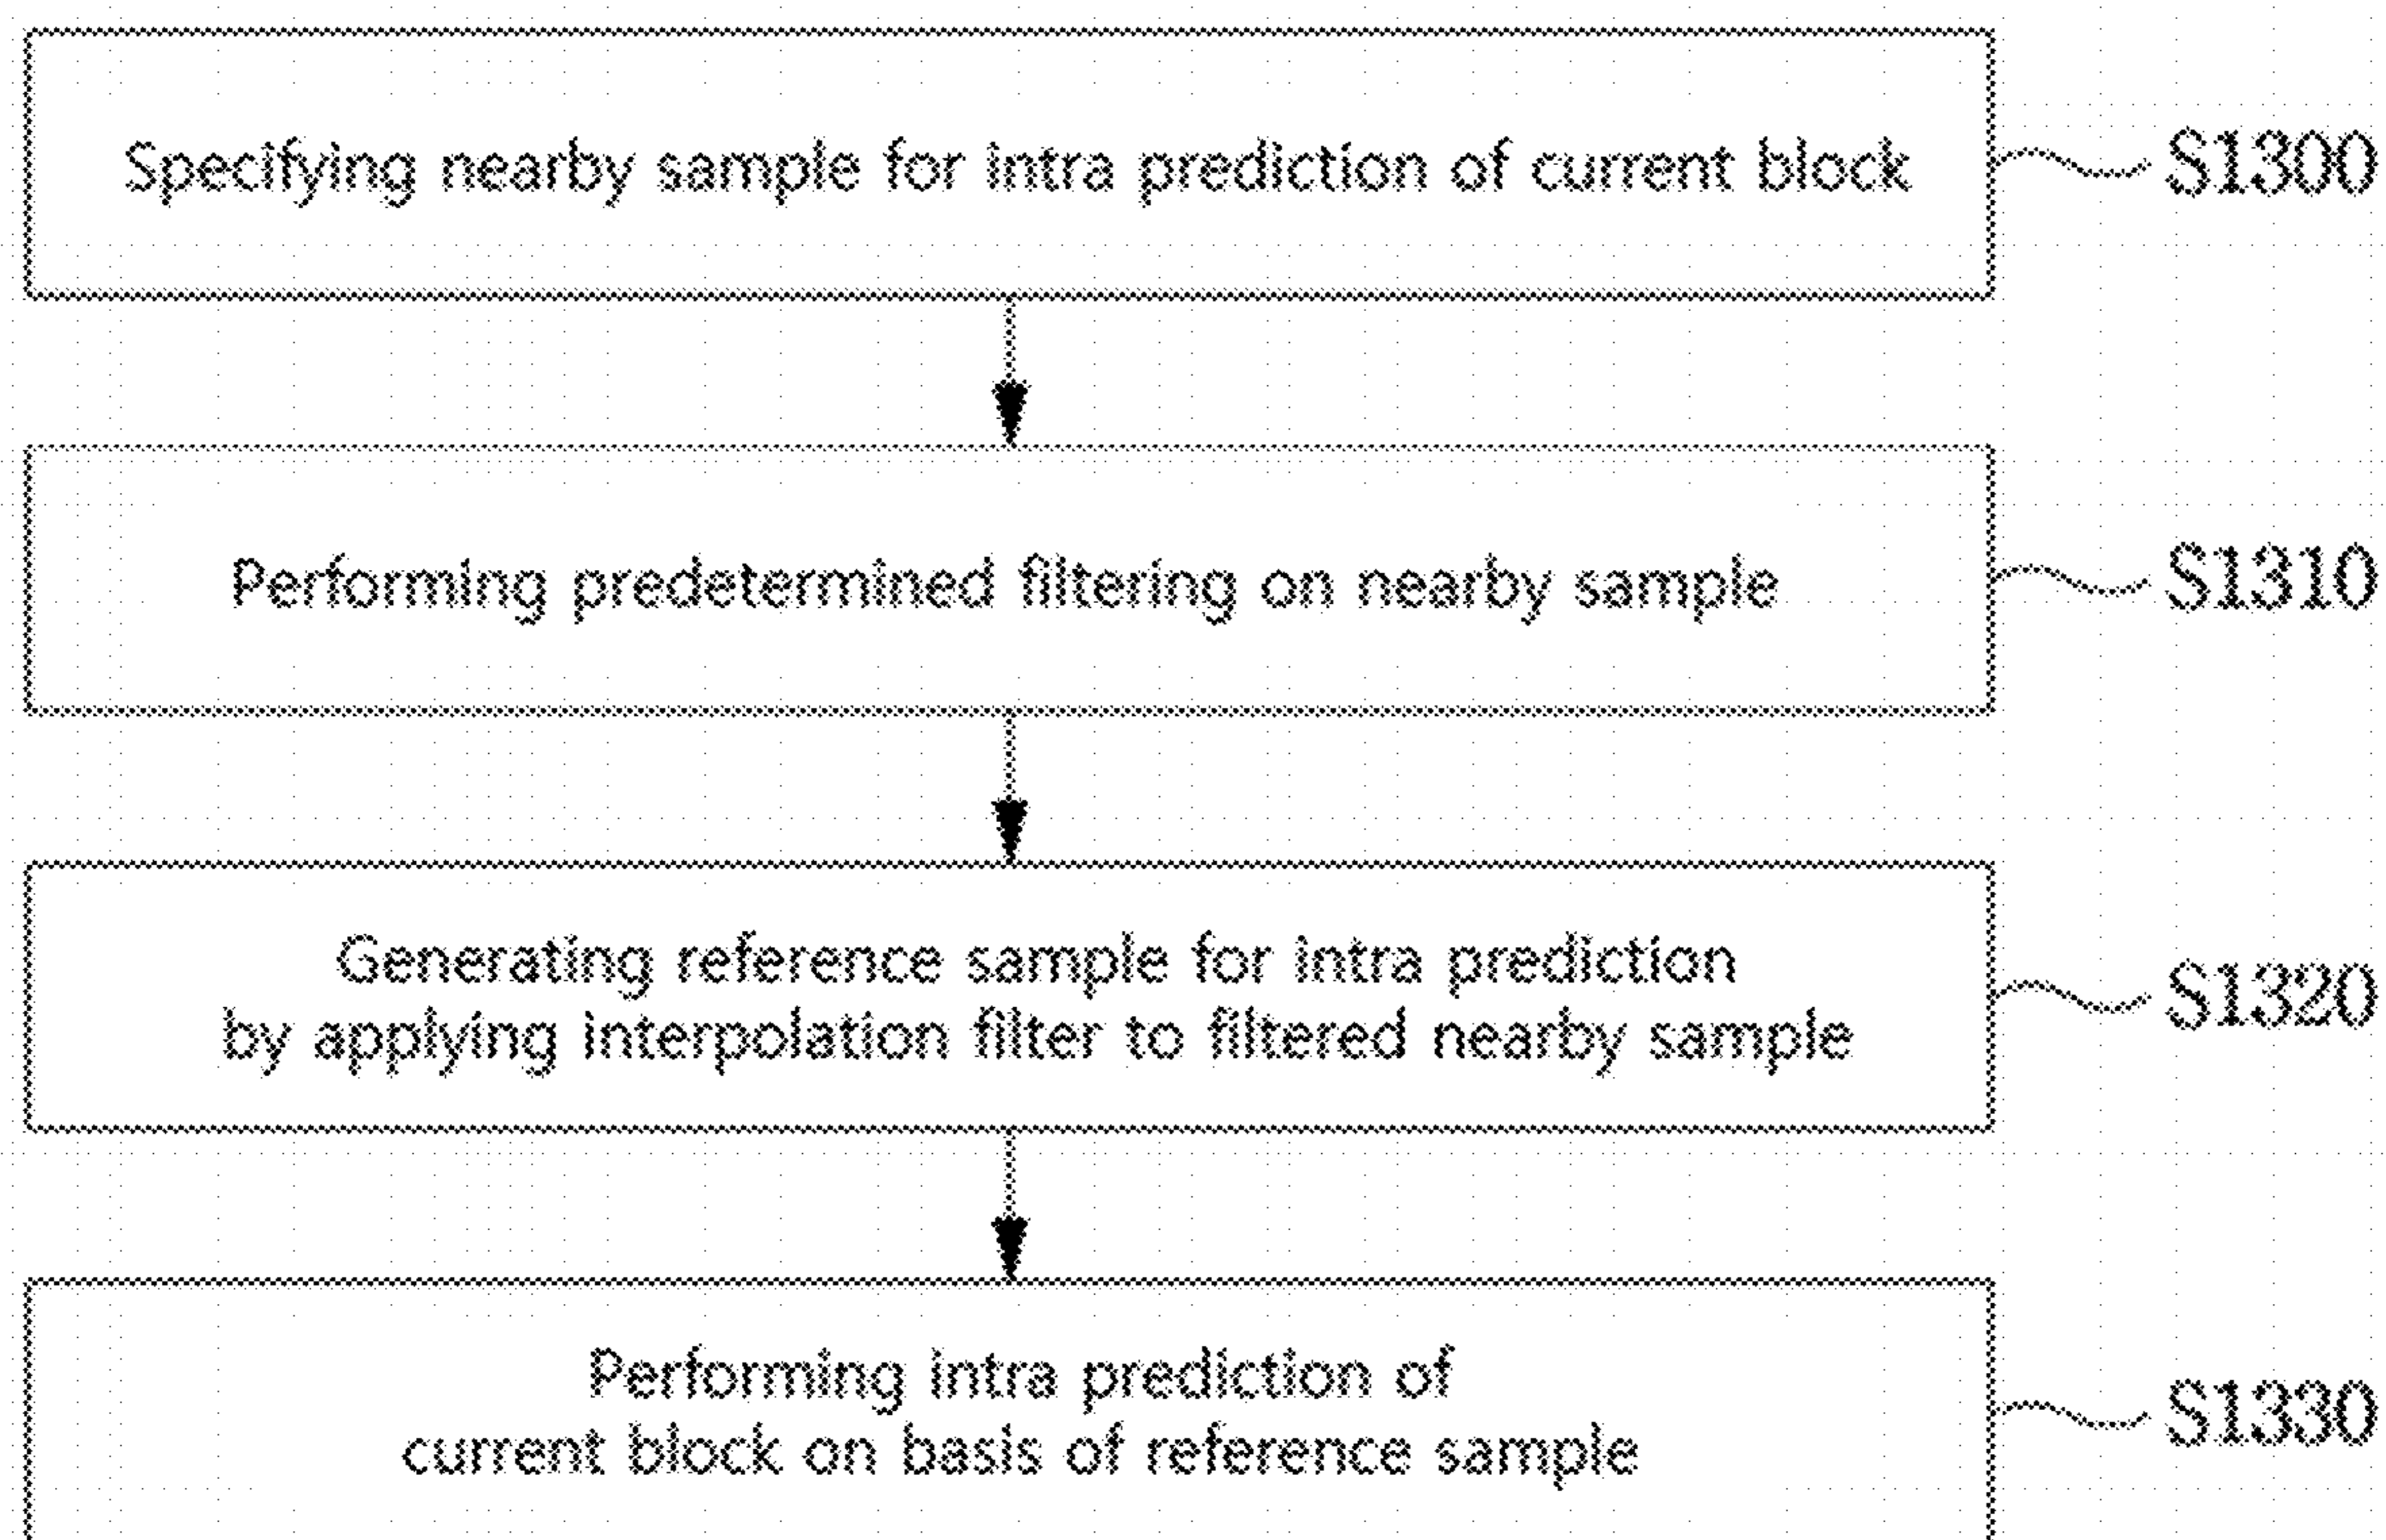 Specifying nearby sample for intra prediction of current block
S1300
Performing predetermined filtering on nearby sample
S1310
Generating reference sample for intra prediction
by applying interpolation filter to filtered nearby sample
S1320
Performing intra prediction of
current block on basis of reference sample
S1330